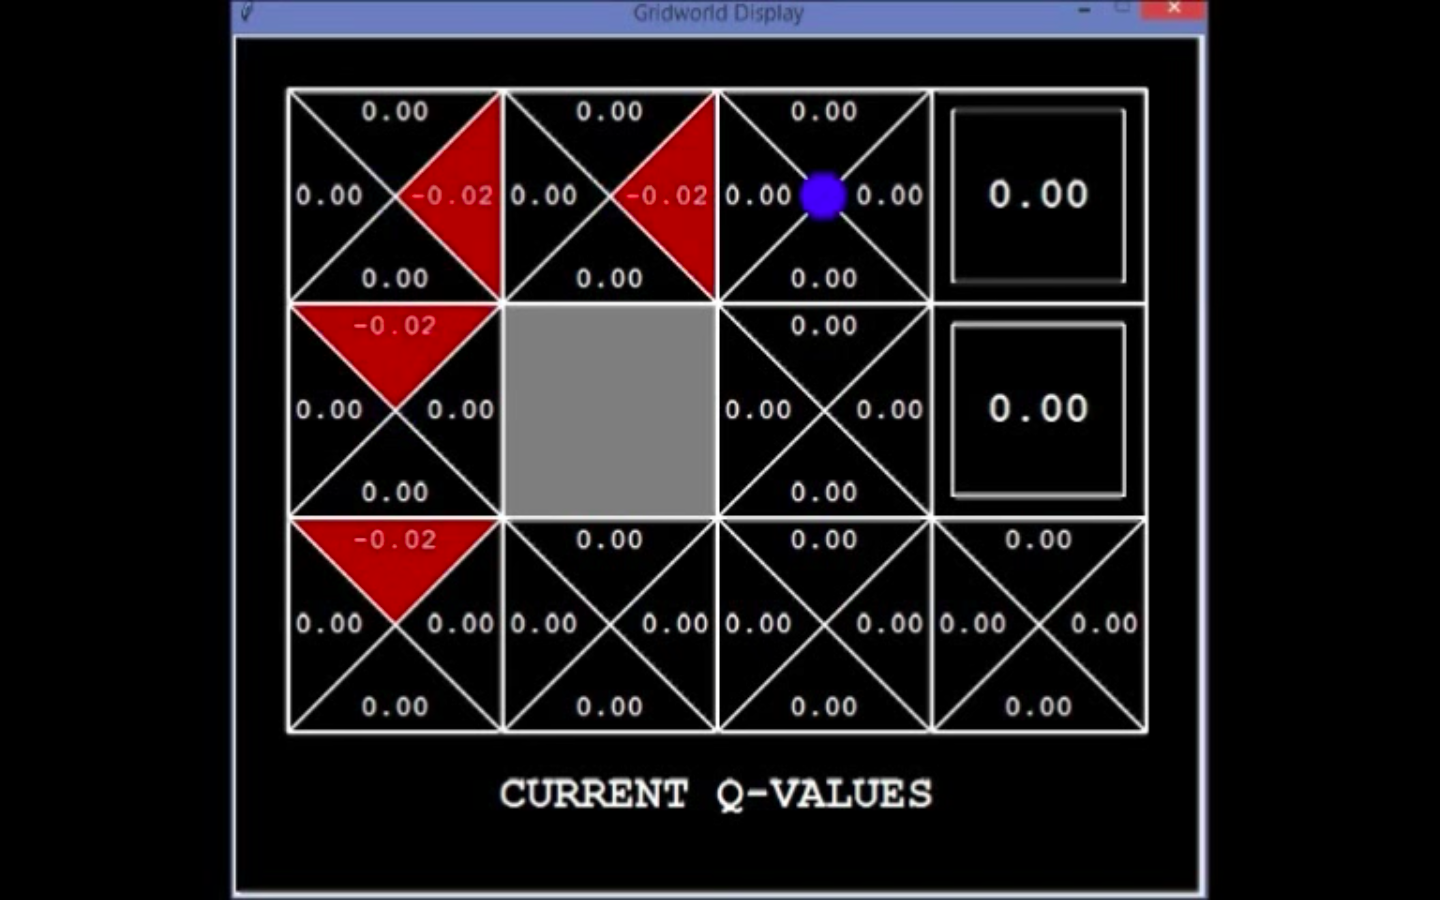 Gridworld Display
0.00 0.00 0.00
0.00 -0.02 0.00 -0.02 0.00 0.00 0.00
0.00 0.00 0.00
-0.02 0.00
0.00 0.00 0.00 0.00 0.00
0.00 0.00
-0.02 0.00 0.00 0.00
0.00 0.00 0.00 0.00 0.00 0.00 0.00 0.00
0.00 0.00 0.00 0.00
CURRENT Q-VALUES